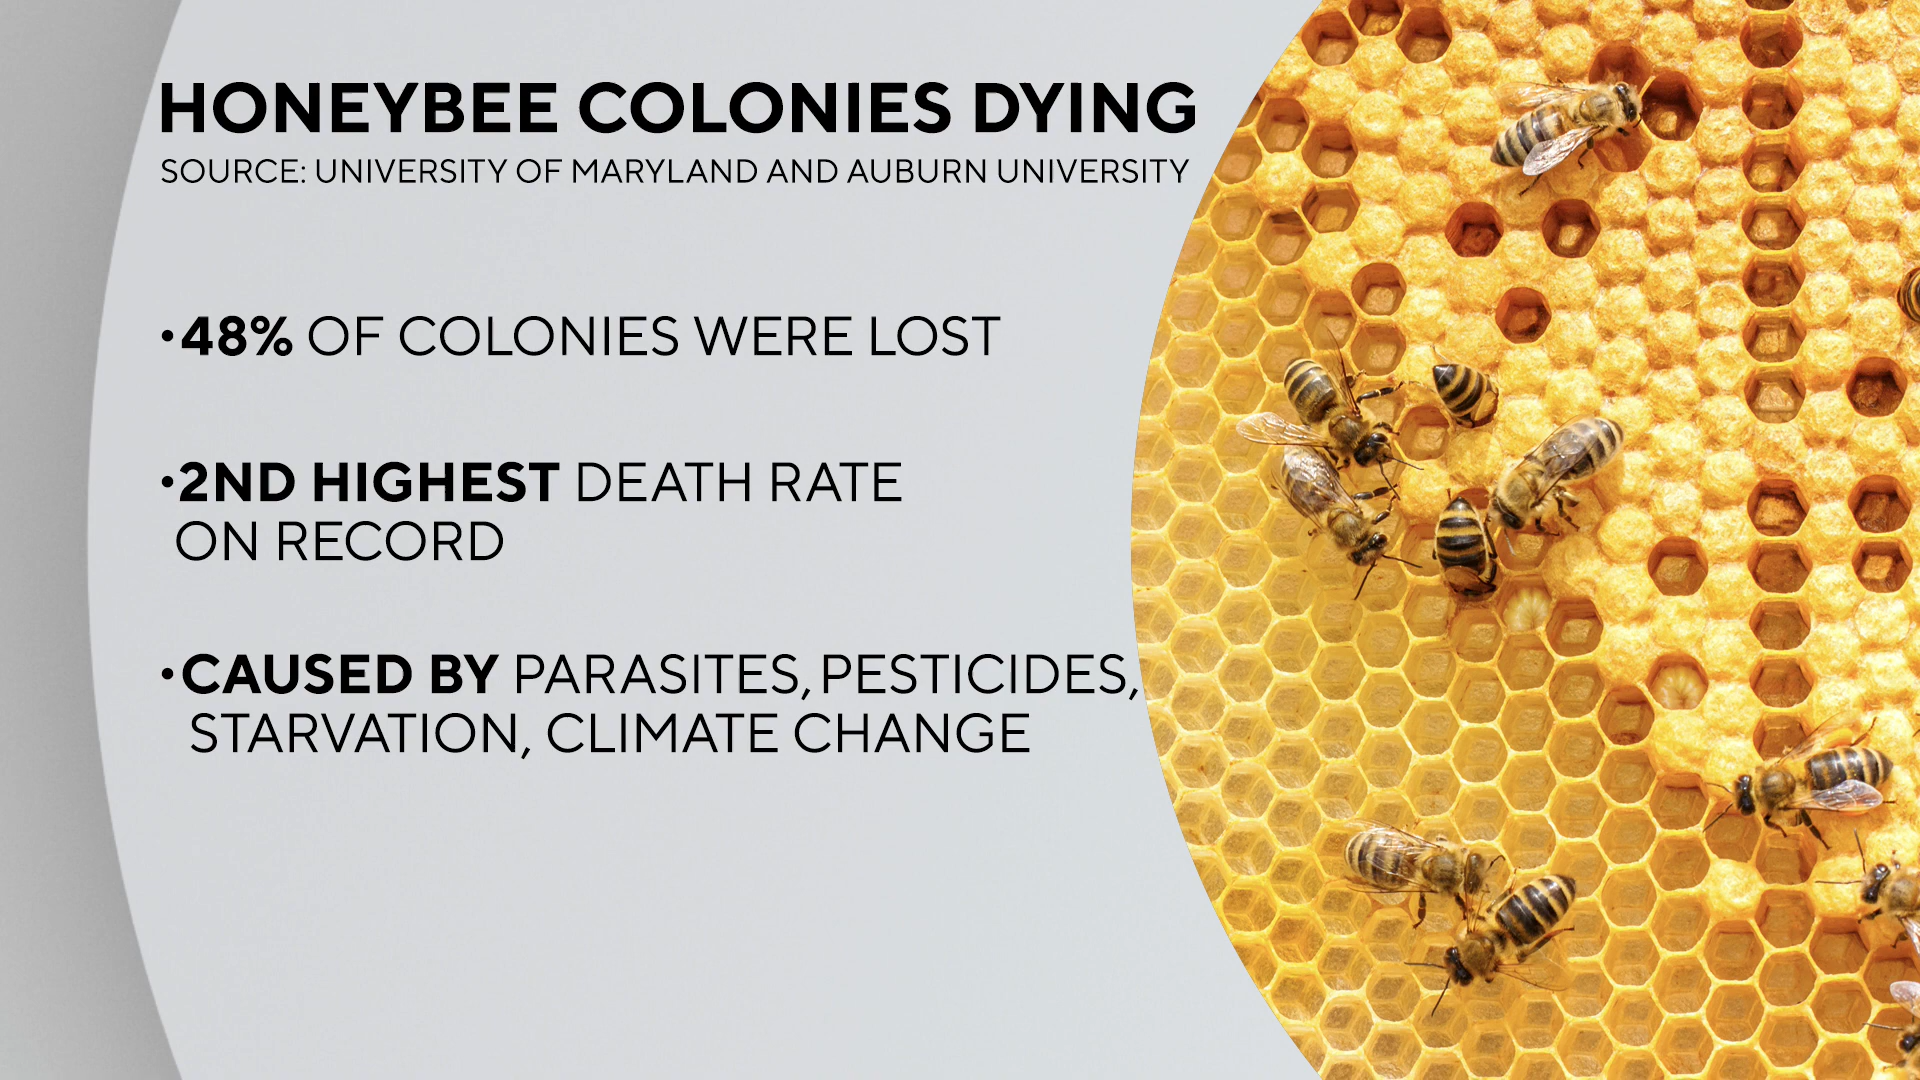 HONEYBEE COLONIES DYING
SOURCE: UNIVERSITY OF MARYLAND AND AUBURN UNIVERSITY
•48% OF COLONIES WERE LOST
•2ND HIGHEST DEATH RATE
ON RECORD
•CAUSED BY PARASITES, PESTICIDES,
STARVATION, CLIMATE CHANGE